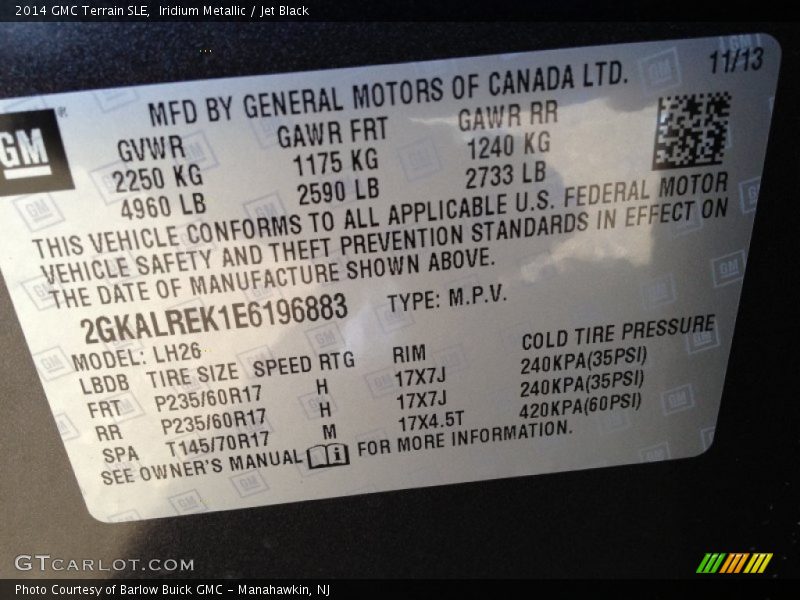 2014 GMC Terrain SLE, Iridium Metallic / Jet Black
11/13
MFD BY GENERAL MOTORS OF CANADA LTD.
GM
GVWR GAWR FRT GAWR RR
2250 KG 1175 KG 1240 KG
4960 LB 2590 LB 2733 LB
THIS VEHICLE CONFORMS TO ALL APPLICABLE U.S. FEDERAL MOTOR
VEHICLE SAFETY AND THEFT PREVENTION STANDARDS IN EFFECT ON
THE DATE OF MANUFACTURE SHOWN ABOVE.
2GKALREK1E6196883 TYPE: M.P.V.
MODEL: LH26
LBDB TIRE SIZE SPEED RTG RIM COLD TIRE PRESSURE
FRT P235/60R17 H 17X7J 240KPA(35PSI)
RR P235/60R17 H 17X7J 240KPA(35PSI)
SPA T145/70R17 M 17X4.5T 420KPA(60PSI)
SEE OWNER'S MANUAL FOR MORE INFORMATION.
GTCARLOT.COM
Photo Courtesy of Barlow Buick GMC - Manahawkin, NJ